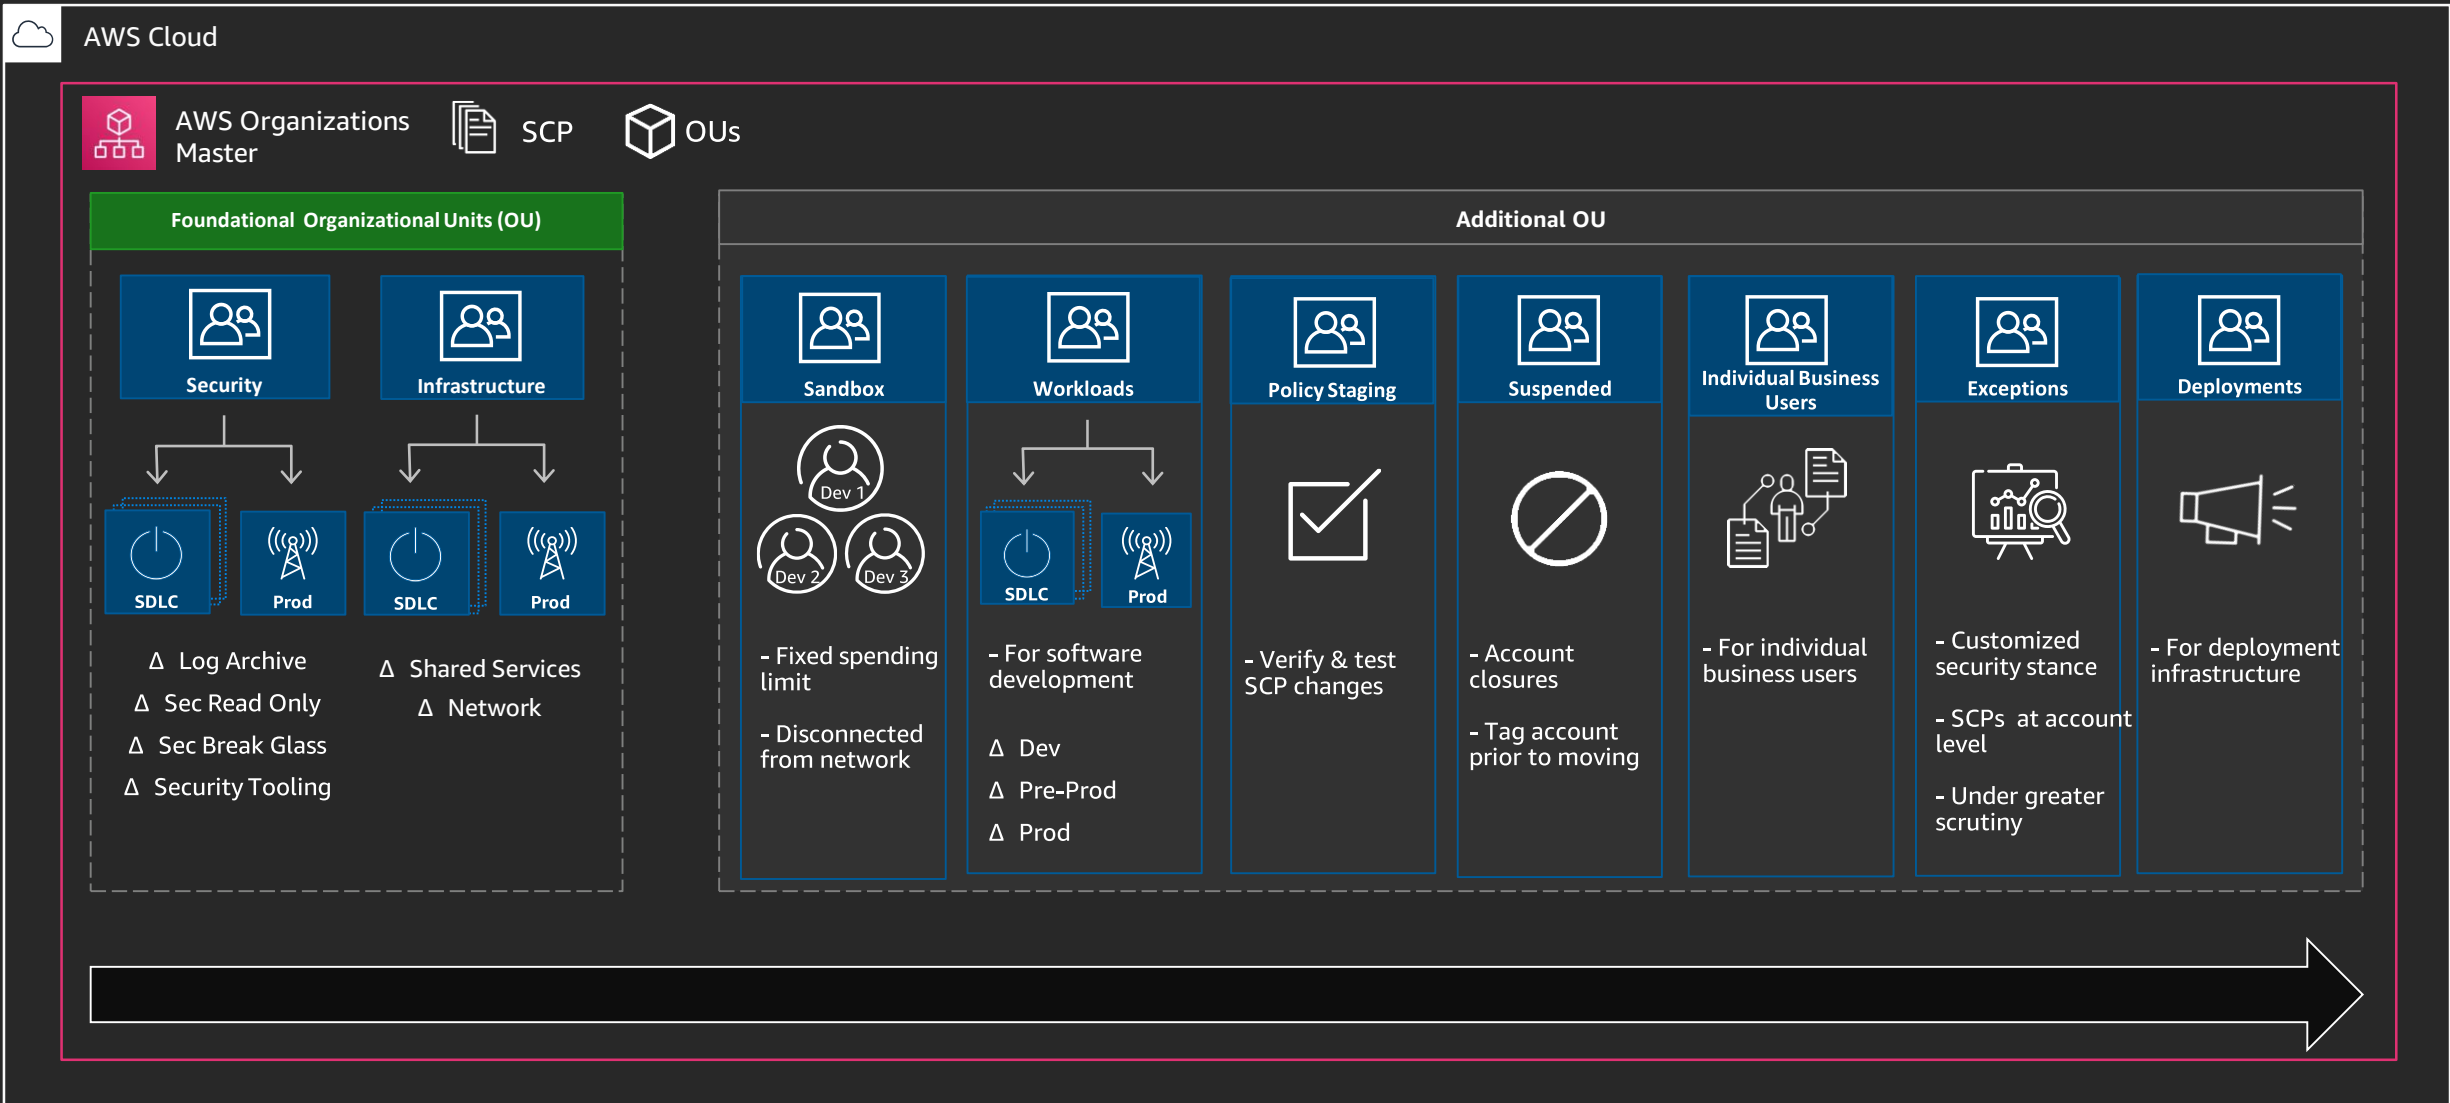 AWS Cloud
AWS Organizations
Master
SCP
OUs
Foundational Organizational Units (OU)
Security
Infrastructure
SDLC
Prod
SDLC
Prod
Δ Log Archive
Δ Sec Read Only
Δ Sec Break Glass
Δ Security Tooling
Δ Shared Services
Δ Network
Additional OU
Sandbox
Dev 1
Dev 2
Dev 3
- Fixed spending
limit
- Disconnected
from network
Workloads
SDLC
Prod
- For software
development
Δ Dev
Δ Pre-Prod
Δ Prod
Policy Staging
- Verify & test
SCP changes
Suspended
- Account
closures
- Tag account
prior to moving
Individual Business
Users
- For individual
business users
Exceptions
- Customized
security stance
- SCPs at account
level
- Under greater
scrutiny
Deployments
- For deployment
infrastructure